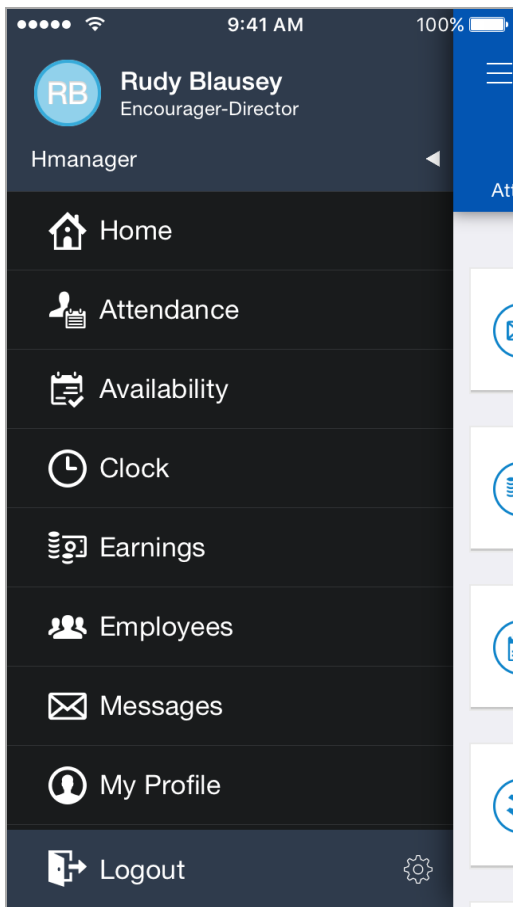 9:41 AM
100%
RB
Rudy Blausey
Encourager-Director
Hmanager
Home
Attendance
Availability
Clock
Earnings
Employees
Messages
My Profile
Logout